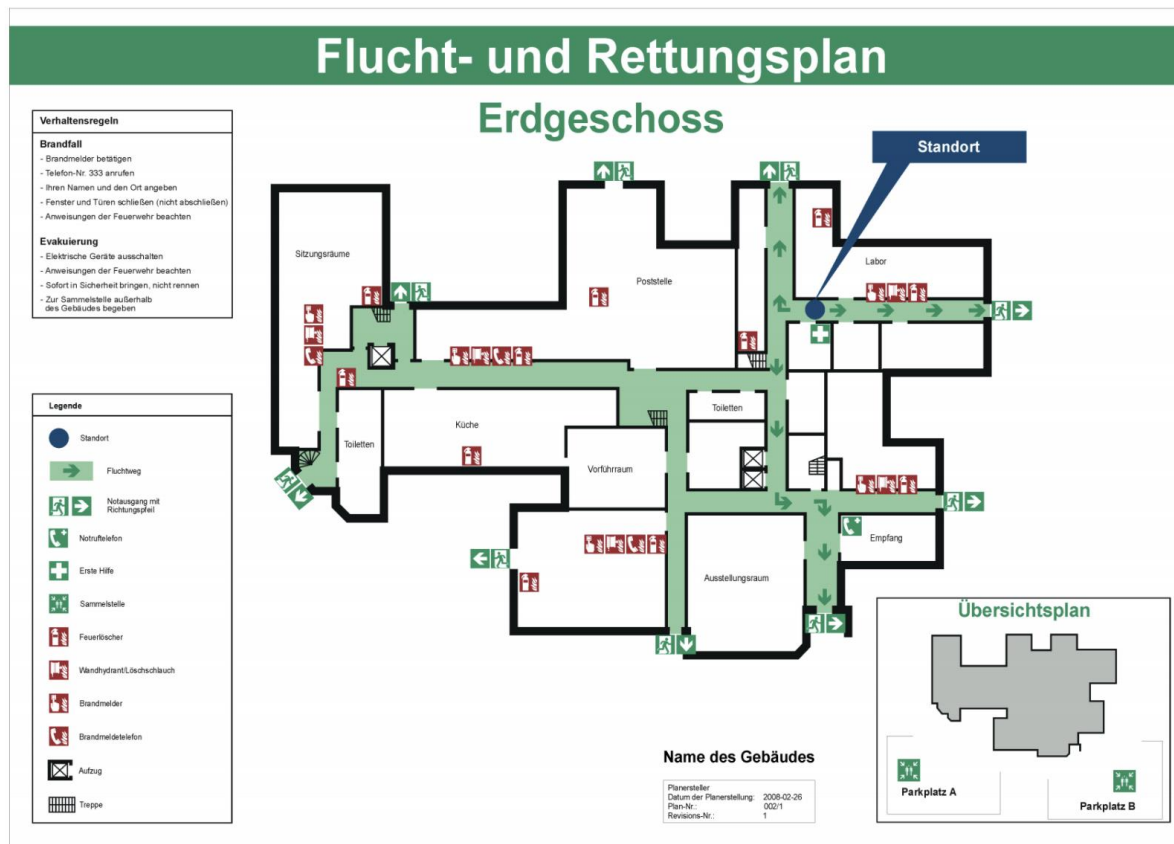 Flucht- und Rettungsplan
Erdgeschoss
Verhaltensregeln
Brandfall
- Brandmelder betätigen
- Telefon-Nr. 333 anrufen
- Ihren Namen und den Ort angeben
- Fenster und Türen schließen (nicht abschließen)
- Anweisungen der Feuerwehr beachten
Evakuierung
- Elektrische Geräte ausschalten
- Anweisungen der Feuerwehr beachten
- Sofort in Sicherheit bringen, nicht rennen
- Zur Sammelstelle außerhalb
des Gebäudes begeben
Standort
Sitzungsräume
Poststelle
Labor
Toiletten
Küche
Toiletten
Vorführraum
Empfang
Ausstellungsraum
Legende
Standort
Fluchtweg
Notausgang mit
Richtungspfeil
Notruftelefon
Erste Hilfe
Sammelstelle
Feuerlöscher
Wandhydrant/Löschschlauch
Brandmelder
Brandmeldetelefon
Aufzug
Treppe
Name des Gebäudes
Planersteller
Datum der Planerstellung: 2008-02-26
Plan-Nr.: 002/1
Revisions-Nr.: 1
Übersichtsplan
Parkplatz A
Parkplatz B